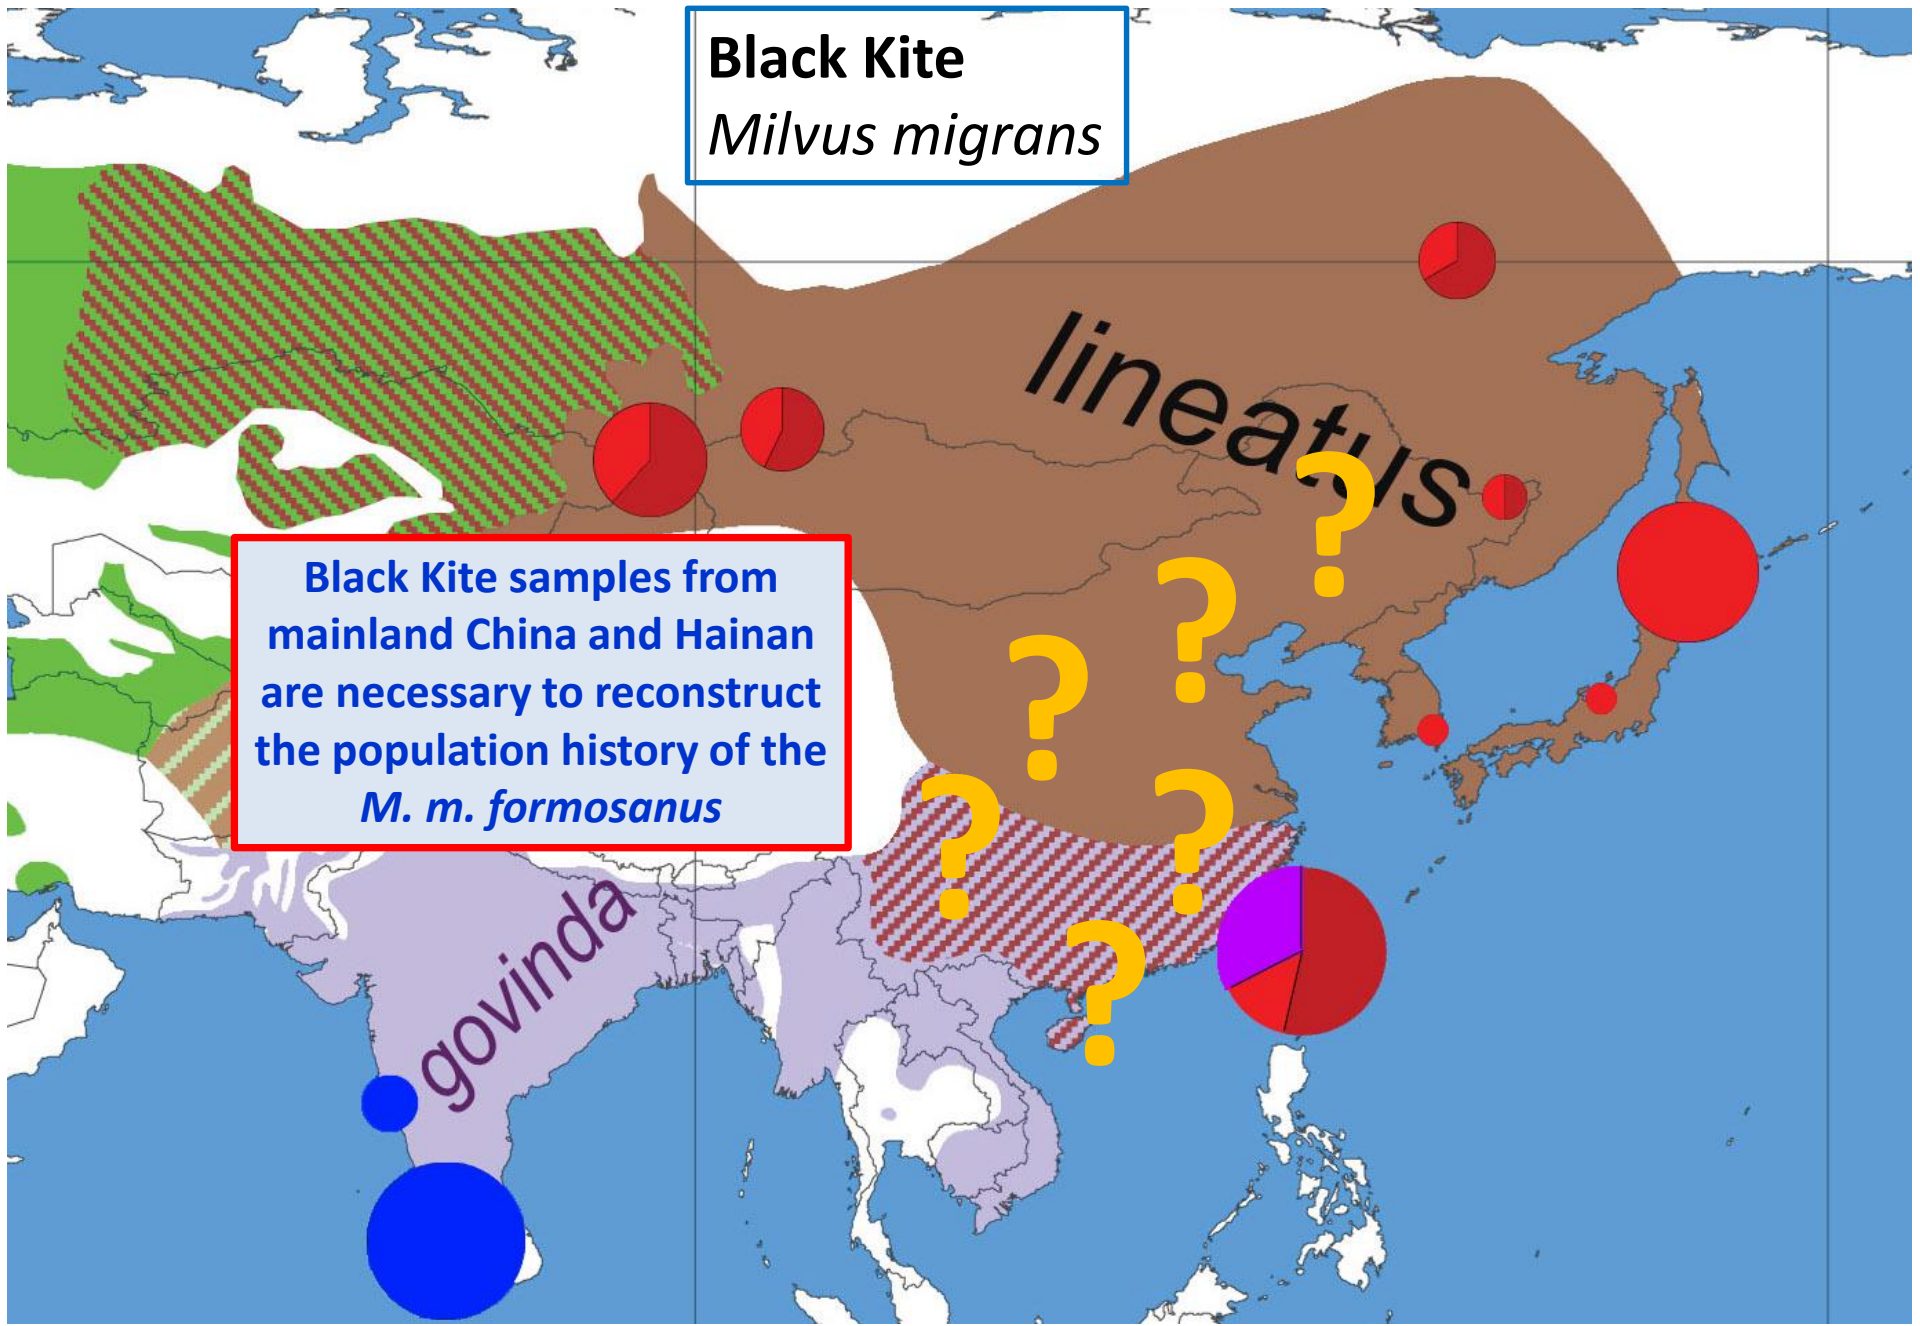 Black Kite
Milvus migrans
lineatus
?
?
?
Black Kite samples from
mainland China and Hainan
are necessary to reconstruct
the population history of the
M. m. formosanus
?
?
?
govinda